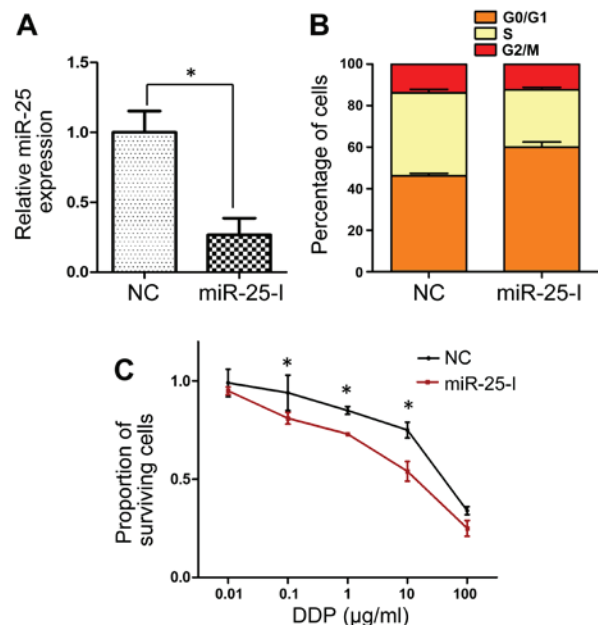 A
Relative miR-25
expression
1.5
1.0
0.5
0.0
*
NC
miR-25-I
B
G0/G1
S
G2/M
Percentage of cells
100
80
60
40
20
0
NC
miR-25-I
C
Proportion of
surviving cells
1.0
0.5
0.0
*
*
*
NC
miR-25-I
0.01
0.1
1
10
100
DDP (μg/ml)